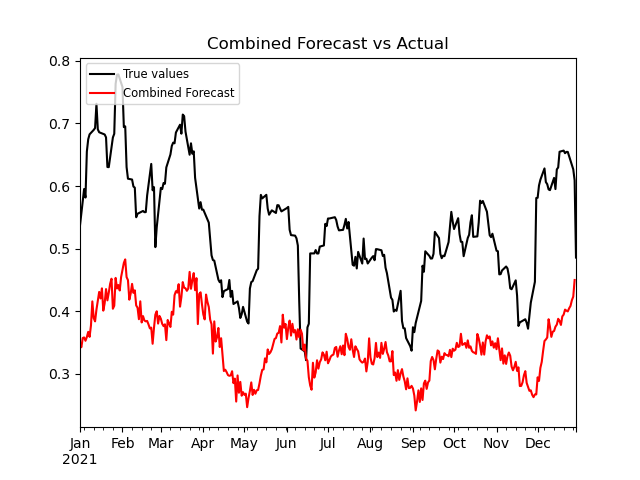 Combined Forecast vs Actual
True values
Combined Forecast
0.8
0.7
0.6
0.5
0.4
0.3
Jan Feb Mar Apr May Jun Jul Aug Sep Oct Nov Dec
2021